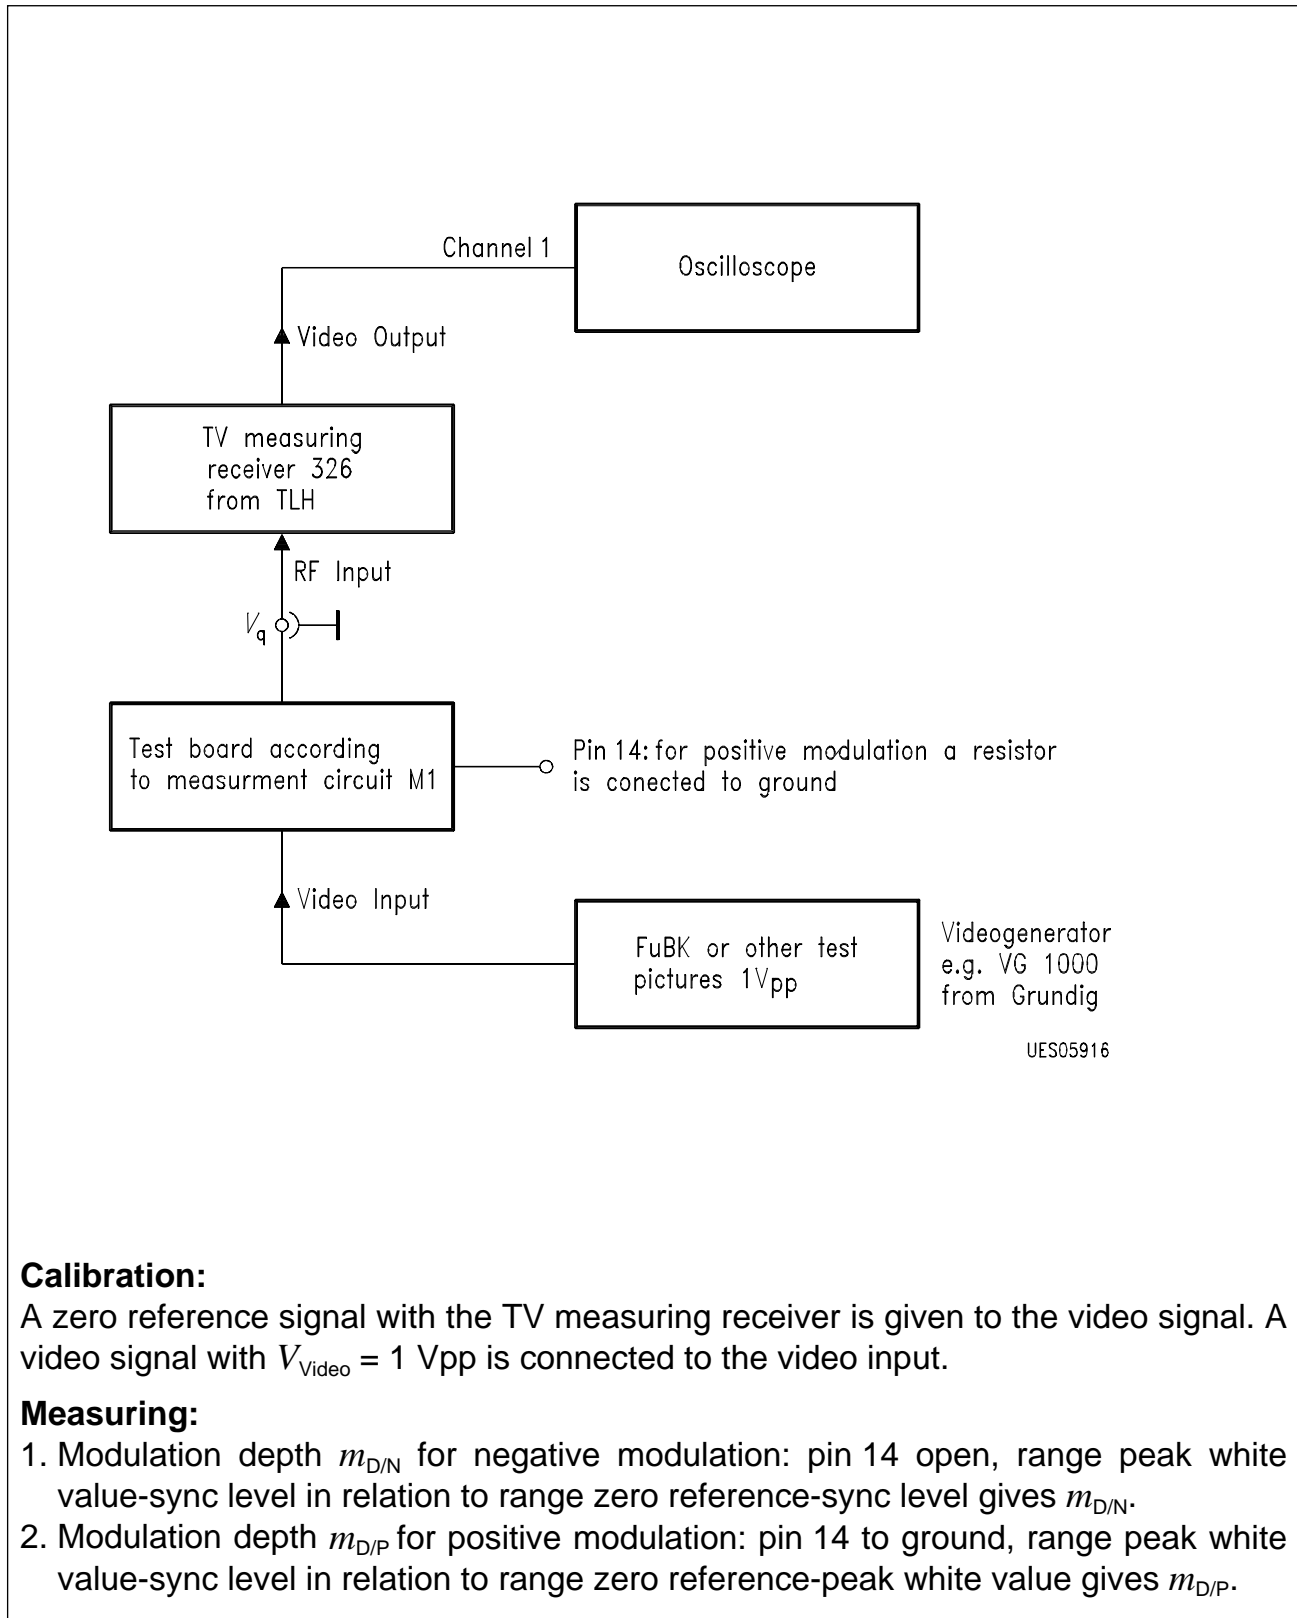 Channel 1
Oscilloscope
Video Output
TV measuring
receiver 326
from TLH
RF Input
Vq
Test board according
to measurment circuit M1
Pin 14: for positive modulation a resistor
is conected to ground
Video Input
FuBK or other test
pictures 1Vpp
Videogenerator
e.g. VG 1000
from Grundig
UES05916
Calibration:
A zero reference signal with the TV measuring receiver is given to the video signal. A
video signal with VVideo = 1 Vpp is connected to the video input.
Measuring:
1. Modulation depth mD/N for negative modulation: pin 14 open, range peak white
value-sync level in relation to range zero reference-sync level gives mD/N.
2. Modulation depth mD/P for positive modulation: pin 14 to ground, range peak white
value-sync level in relation to range zero reference-peak white value gives mD/P.